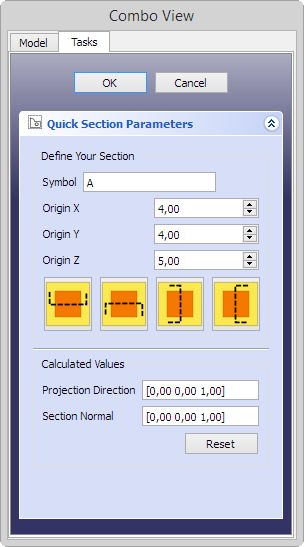 Combo View
Model Tasks
OK Cancel
Quick Section Parameters
Define Your Section
Symbol A
Origin X 4,00
Origin Y 4,00
Origin Z 5,00
Calculated Values
Projection Direction [0,00 0,00 1,00]
Section Normal [0,00 0,00 1,00]
Reset